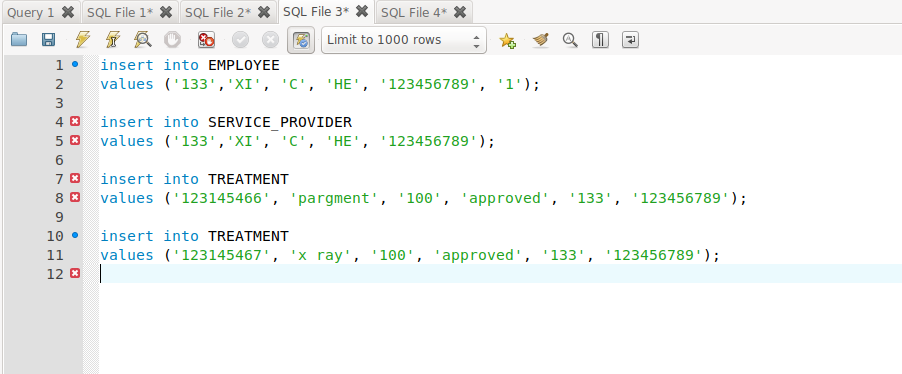 Query 1 SQL File 1* SQL File 2* SQL File 3* SQL File 4*
Limit to 1000 rows
1 insert into EMPLOYEE
2 values ('133','XI', 'C', 'HE', '123456789', '1');
3
4 insert into SERVICE_PROVIDER
5 values ('133','XI', 'C', 'HE', '123456789');
6
7 insert into TREATMENT
8 values ('123145466', 'pargment', '100', 'approved', '133', '123456789');
9
10 insert into TREATMENT
11 values ('123145467', 'x ray', '100', 'approved', '133', '123456789');
12